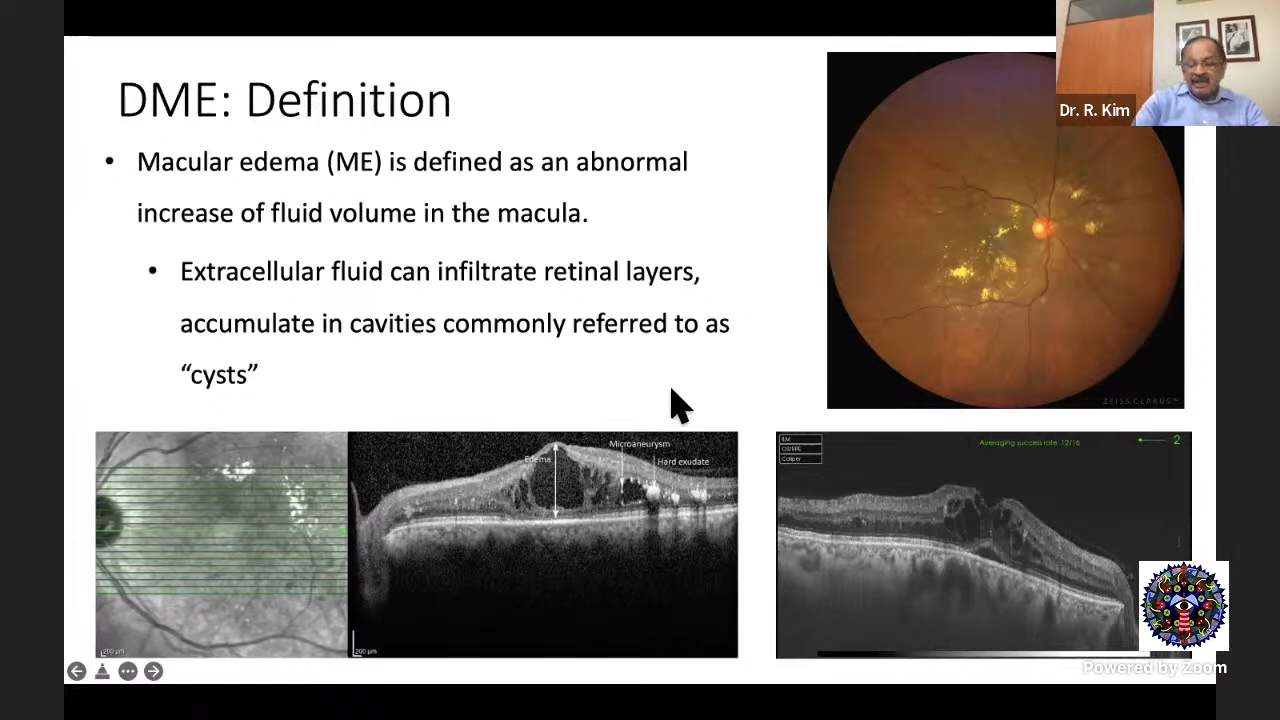 DME: Definition
Dr. R. Kim
• Macular edema (ME) is defined as an abnormal
increase of fluid volume in the macula.
• Extracellular fluid can infiltrate retinal layers,
accumulate in cavities commonly referred to as
“cysts”
ZEISS CLARUS
Edema
Microaneurysm
Hard exudate
200 µm
200 µm
ILM
Caliper
Averaging success rate 12/16
2
Powered by Zoom